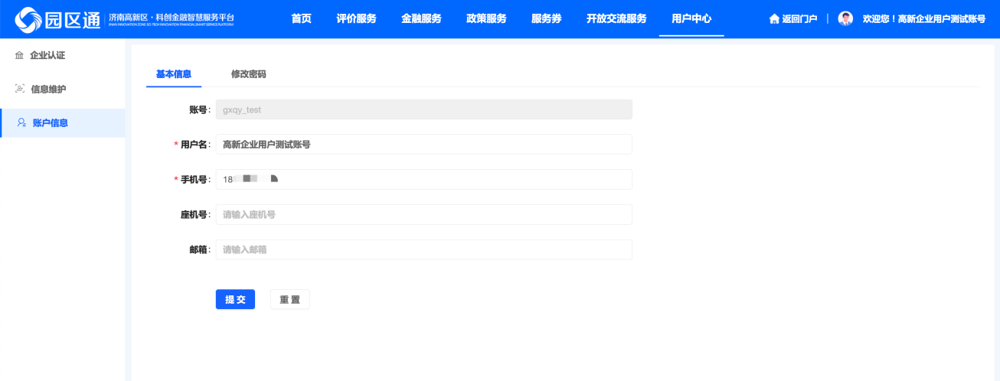 园区通 济南高新区·科创金融智慧服务平台
JINAN INNOVATION ZONE SCI-TECH INNOVATION FINANCIAL SMART SERVICE PLATFORM
首页 评价服务 金融服务 政策服务 服务券 开放交流服务 用户中心 返回门户 欢迎您！高新企业用户测试账号
企业认证
信息维护
账户信息
基本信息 修改密码
账号: gxqy_test
* 用户名: 高新企业用户测试账号
* 手机号: 18
座机号: 请输入座机号
邮箱: 请输入邮箱
提 交 重 置